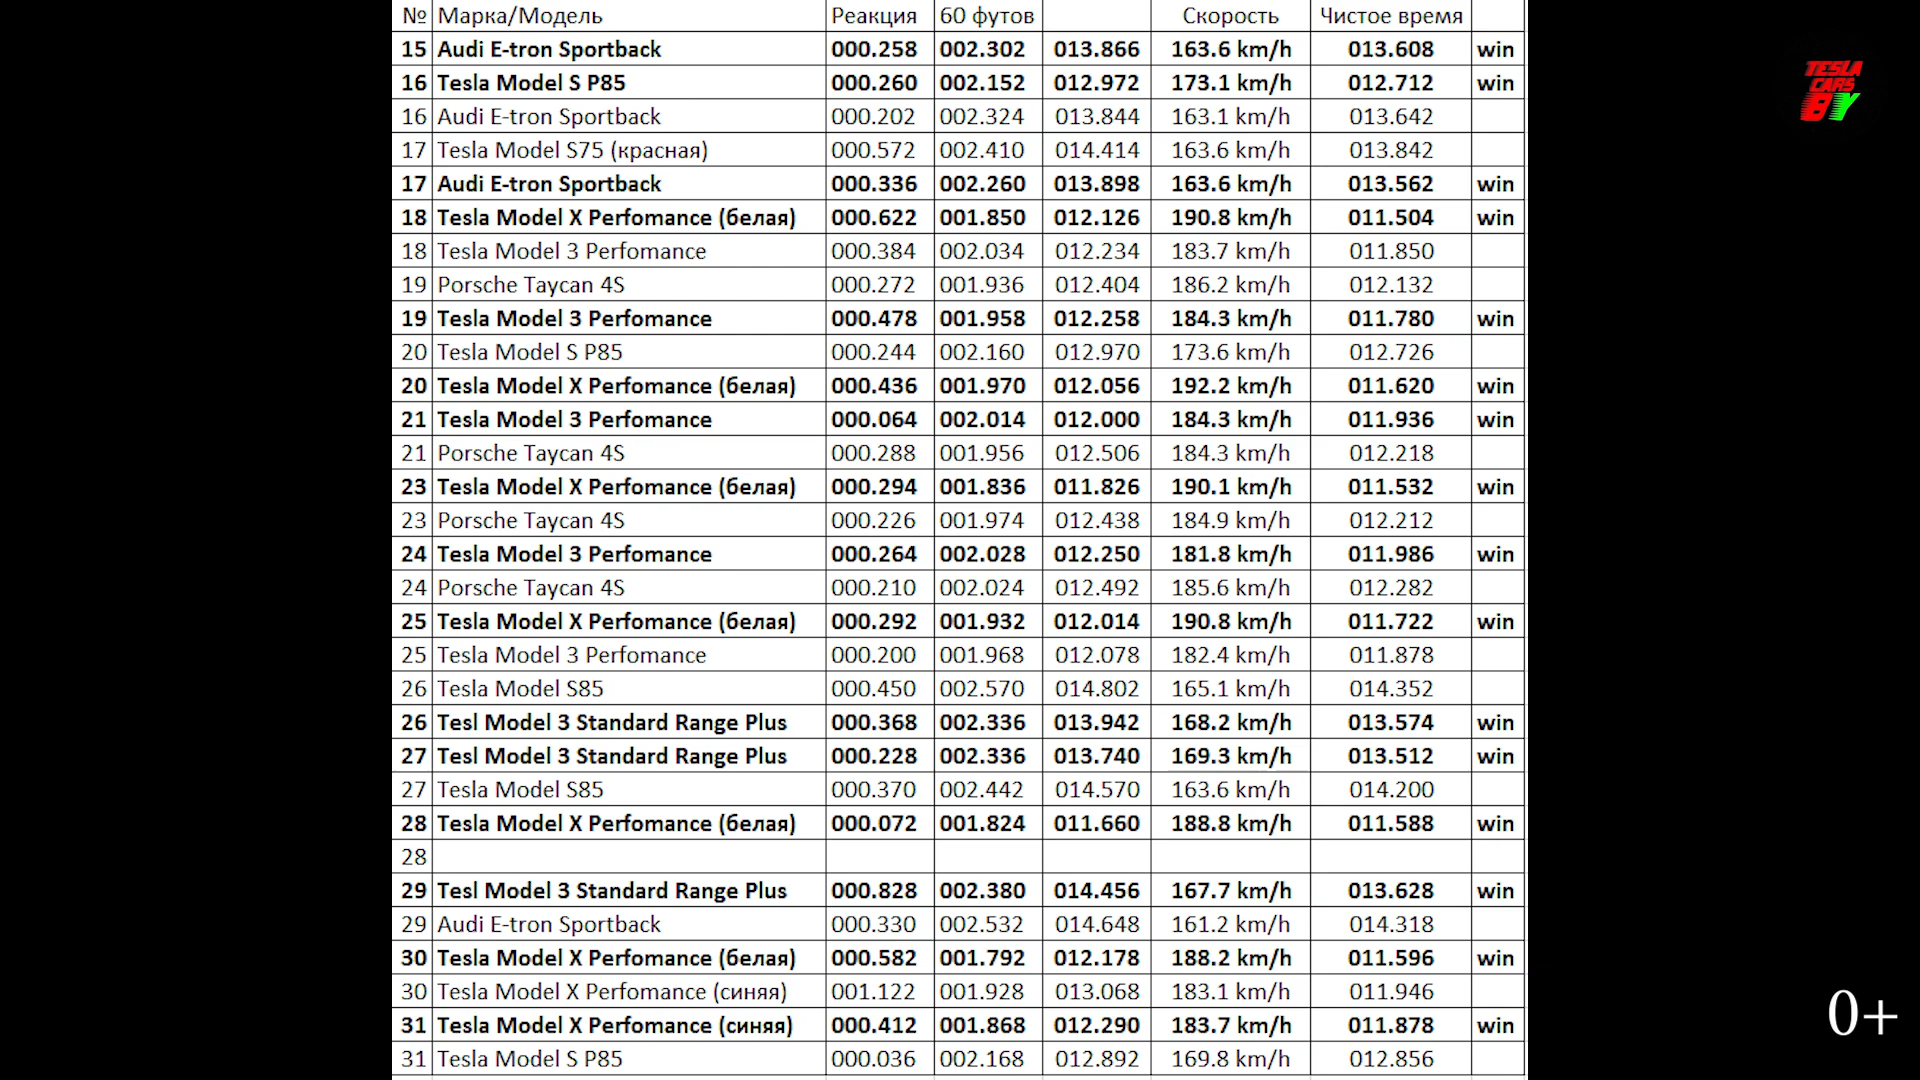 № Марка/Модель Реакция 60 футов Скорость Чистое время
15 Audi E-tron Sportback 000.258 002.302 013.866 163.6 km/h 013.608 win
16 Tesla Model S P85 000.260 002.152 012.972 173.1 km/h 012.712 win
16 Audi E-tron Sportback 000.202 002.324 013.844 163.1 km/h 013.642
17 Tesla Model S75 (красная) 000.572 002.410 014.414 163.6 km/h 013.842
17 Audi E-tron Sportback 000.336 002.260 013.898 163.6 km/h 013.562 win
18 Tesla Model X Perfomance (белая) 000.622 001.850 012.126 190.8 km/h 011.504 win
18 Tesla Model 3 Perfomance 000.384 002.034 012.234 183.7 km/h 011.850
19 Porsche Taycan 4S 000.272 001.936 012.404 186.2 km/h 012.132
19 Tesla Model 3 Perfomance 000.478 001.958 012.258 184.3 km/h 011.780 win
20 Tesla Model S P85 000.244 002.160 012.970 173.6 km/h 012.726
20 Tesla Model X Perfomance (белая) 000.436 001.970 012.056 192.2 km/h 011.620 win
21 Tesla Model 3 Perfomance 000.064 002.014 012.000 184.3 km/h 011.936 win
21 Porsche Taycan 4S 000.288 001.956 012.506 184.3 km/h 012.218
23 Tesla Model X Perfomance (белая) 000.294 001.836 011.826 190.1 km/h 011.532 win
23 Porsche Taycan 4S 000.226 001.974 012.438 184.9 km/h 012.212
24 Tesla Model 3 Perfomance 000.264 002.028 012.250 181.8 km/h 011.986 win
24 Porsche Taycan 4S 000.210 002.024 012.492 185.6 km/h 012.282
25 Tesla Model X Perfomance (белая) 000.292 001.932 012.014 190.8 km/h 011.722 win
25 Tesla Model 3 Perfomance 000.200 001.968 012.078 182.4 km/h 011.878
26 Tesla Model S85 000.450 002.570 014.802 165.1 km/h 014.352
26 Tesl Model 3 Standard Range Plus 000.368 002.336 013.942 168.2 km/h 013.574 win
27 Tesl Model 3 Standard Range Plus 000.228 002.336 013.740 169.3 km/h 013.512 win
27 Tesla Model S85 000.370 002.442 014.570 163.6 km/h 014.200
28 Tesla Model X Perfomance (белая) 000.072 001.824 011.660 188.8 km/h 011.588 win
28
29 Tesl Model 3 Standard Range Plus 000.828 002.380 014.456 167.7 km/h 013.628 win
29 Audi E-tron Sportback 000.330 002.532 014.648 161.2 km/h 014.318
30 Tesla Model X Perfomance (белая) 000.582 001.792 012.178 188.2 km/h 011.596 win
30 Tesla Model X Perfomance (синяя) 001.122 001.928 013.068 183.1 km/h 011.946
31 Tesla Model X Perfomance (синяя) 000.412 001.868 012.290 183.7 km/h 011.878 win
31 Tesla Model S P85 000.036 002.168 012.892 169.8 km/h 012.856
TESLA
CARS
BY
0+